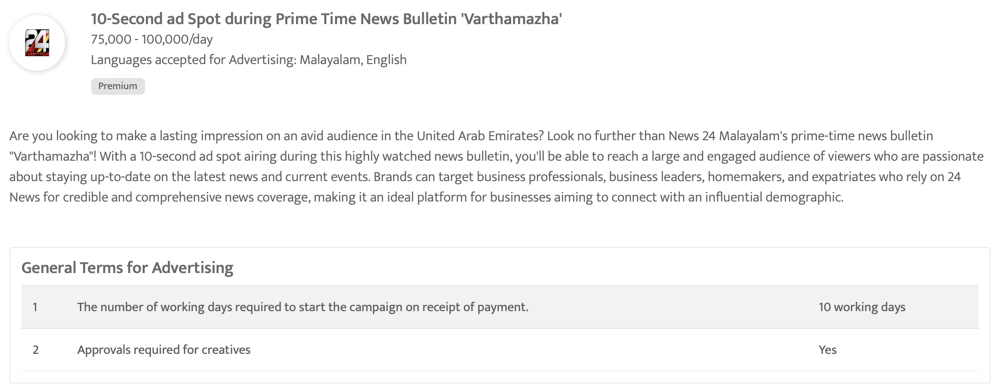 24
TWENTY FOUR
10-Second ad Spot during Prime Time News Bulletin 'Varthamazha'
75,000 - 100,000/day
Languages accepted for Advertising: Malayalam, English
Premium
Are you looking to make a lasting impression on an avid audience in the United Arab Emirates? Look no further than News 24 Malayalam's prime-time news bulletin
"Varthamazha"! With a 10-second ad spot airing during this highly watched news bulletin, you'll be able to reach a large and engaged audience of viewers who are passionate
about staying up-to-date on the latest news and current events. Brands can target business professionals, business leaders, homemakers, and expatriates who rely on 24
News for credible and comprehensive news coverage, making it an ideal platform for businesses aiming to connect with an influential demographic.
General Terms for Advertising
1 The number of working days required to start the campaign on receipt of payment. 10 working days
2 Approvals required for creatives Yes